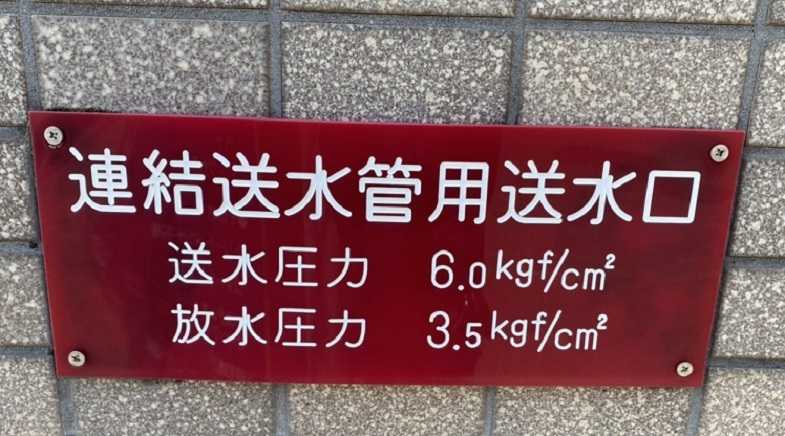 連結送水管用送水口
送水圧力 6.0kgf/cm²
放水圧力 3.5kgf/cm²